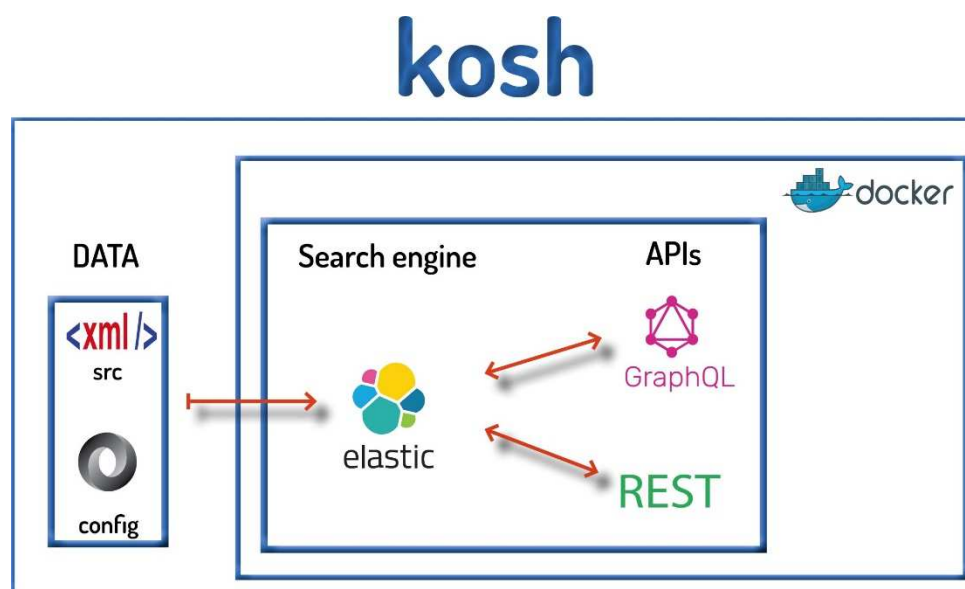 kosh
docker
DATA
Search engine
APIs
<xml/>
src
config
elastic
GraphQL
REST